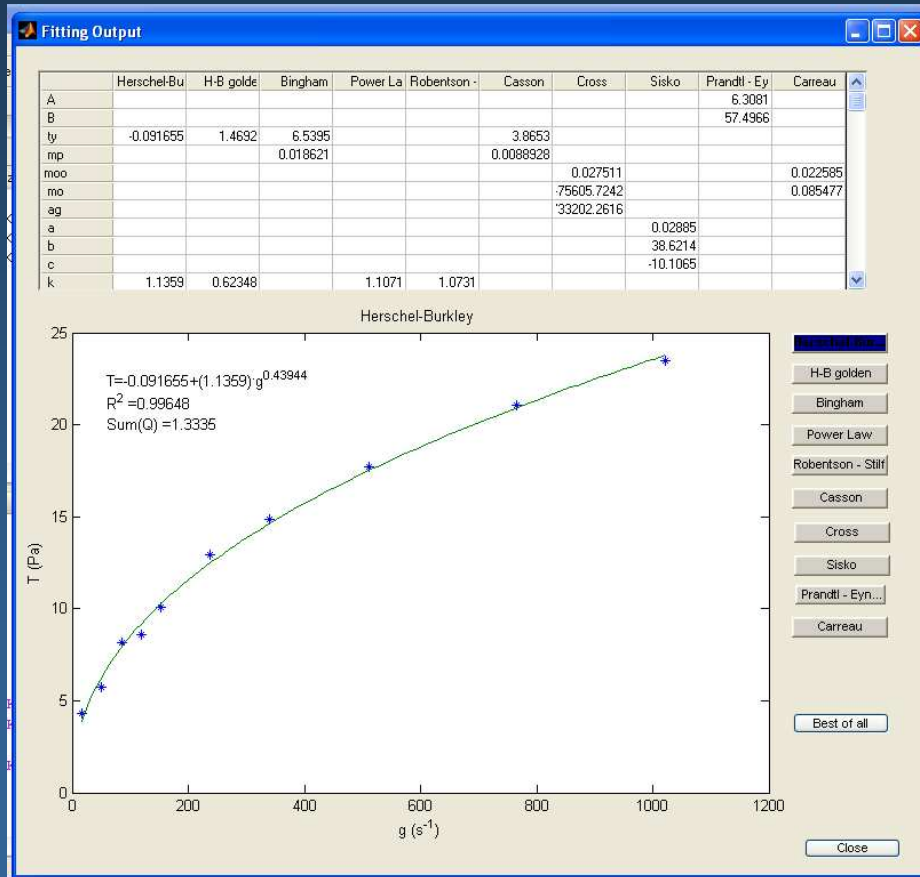 Fitting Output
Herschel-Bu H-B golde Bingham Power La Robentson - Casson Cross Sisko Prandtl - Ey Carreau
A 6.3081
B 57.4966
ty -0.091655 1.4692 6.5395 3.8653
mp 0.018621 0.0088928
moo 0.027511 0.022585
mo 75605.7242 0.085477
ag 33202.2616
a 0.02885
b 38.6214
c -10.1065
k 1.1359 0.62348 1.1071 1.0731
Herschel-Burkley
T=-0.091655+(1.1359)·g^0.43944
R² =0.99648
Sum(Q) =1.3335
25
20
15
10
5
0
T (Pa)
0 200 400 600 800 1000 1200
g (s⁻¹)
H-B golden
Bingham
Power Law
Robentson - Stiff
Casson
Cross
Sisko
Prandtl - Eyn...
Carreau
Best of all
Close